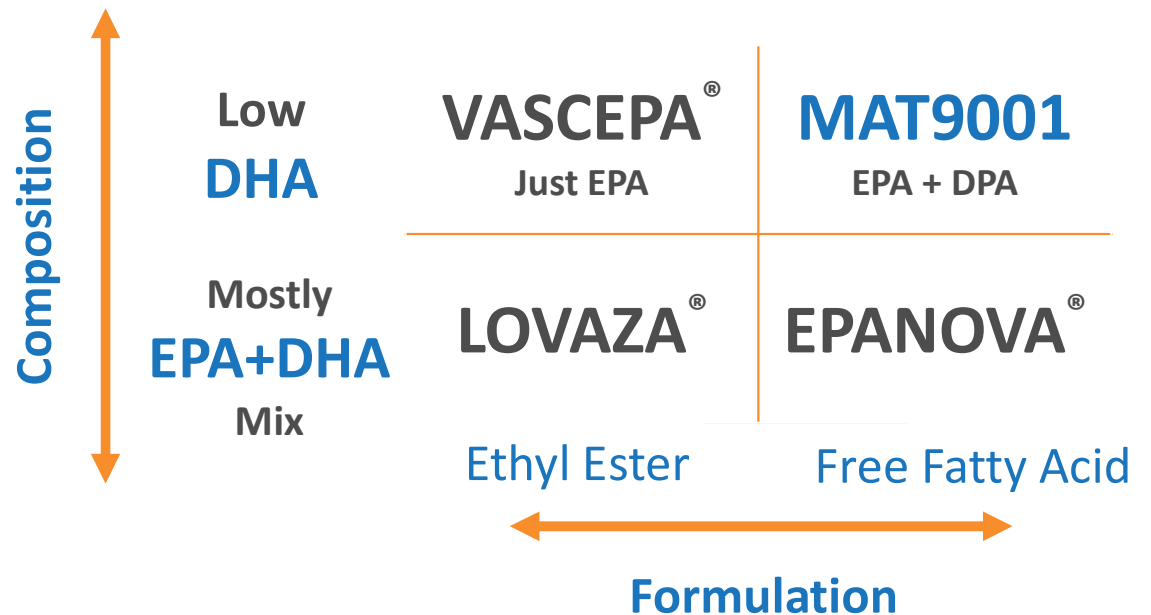 Composition
Low
DHA
VASCEPA®
Just EPA
MAT9001
EPA + DPA
Mostly
EPA+DHA
Mix
LOVAZA®
EPANOVA®
Ethyl Ester
Free Fatty Acid
Formulation